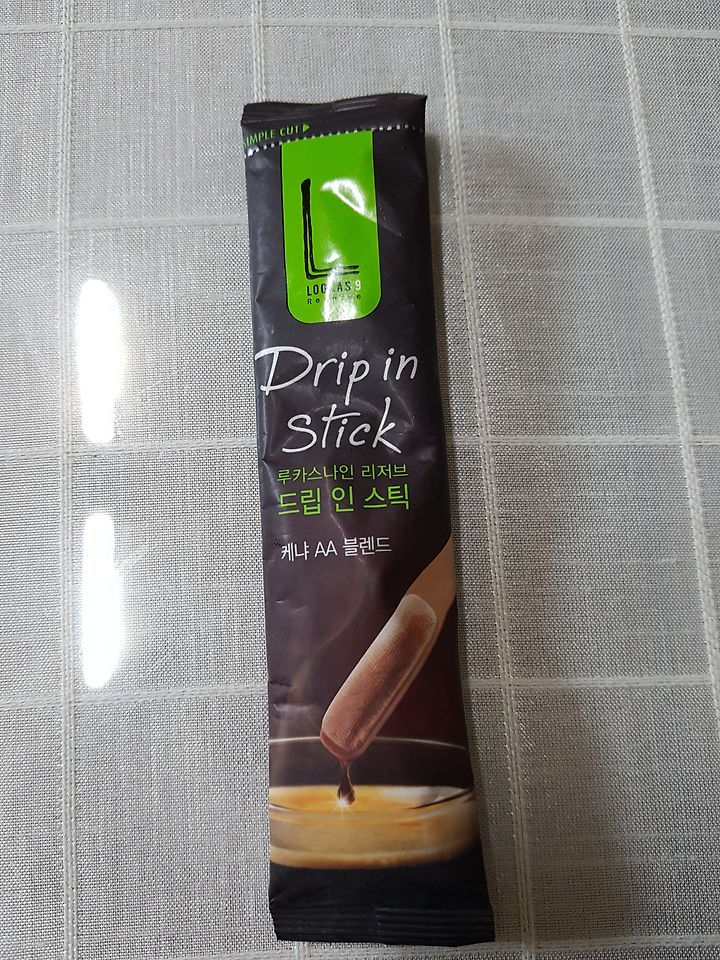 SIMPLE CUT
L
LOOKAS 9
Reserve
Drip in
Stick
루카스나인 리저브
드립 인 스틱
케냐 AA 블렌드